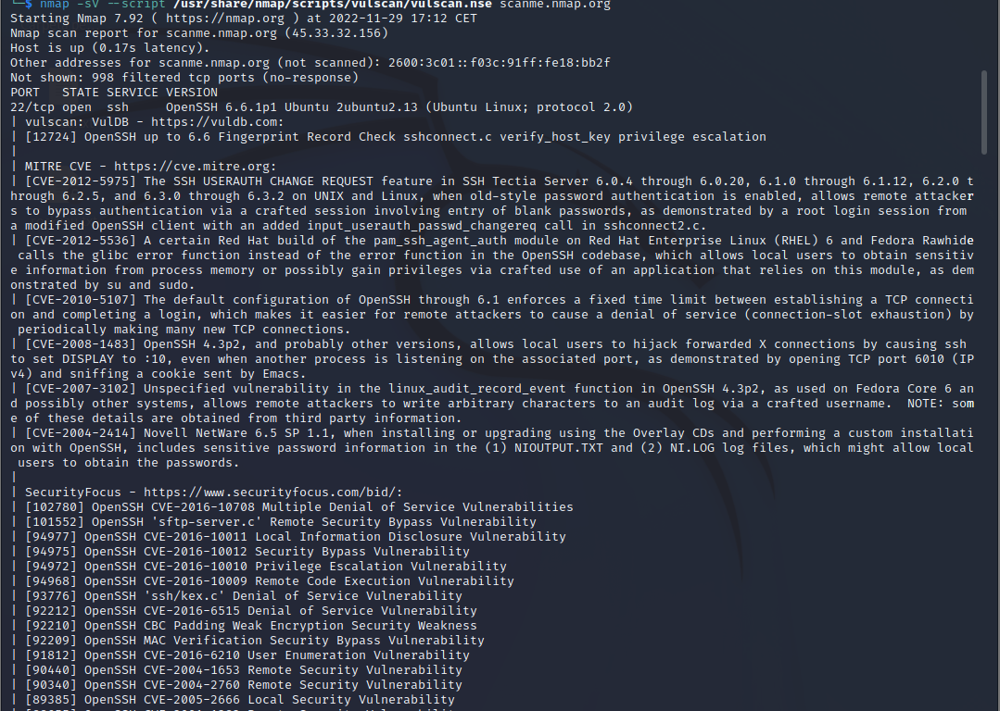 └─$ nmap -sV --script /usr/share/nmap/scripts/vulscan/vulscan.nse scanme.nmap.org
Starting Nmap 7.92 ( https://nmap.org ) at 2022-11-29 17:12 CET
Nmap scan report for scanme.nmap.org (45.33.32.156)
Host is up (0.17s latency).
Other addresses for scanme.nmap.org (not scanned): 2600:3c01::f03c:91ff:fe18:bb2f
Not shown: 998 filtered tcp ports (no-response)
PORT   STATE SERVICE VERSION
22/tcp open  ssh     OpenSSH 6.6.1p1 Ubuntu 2ubuntu2.13 (Ubuntu Linux; protocol 2.0)
| vulscan: VulDB - https://vuldb.com:
| [12724] OpenSSH up to 6.6 Fingerprint Record Check sshconnect.c verify_host_key privilege escalation
|
| MITRE CVE - https://cve.mitre.org:
| [CVE-2012-5975] The SSH USERAUTH CHANGE REQUEST feature in SSH Tectia Server 6.0.4 through 6.0.20, 6.1.0 through 6.1.12, 6.2.0 t
hrough 6.2.5, and 6.3.0 through 6.3.2 on UNIX and Linux, when old-style password authentication is enabled, allows remote attacker
s to bypass authentication via a crafted session involving entry of blank passwords, as demonstrated by a root login session from
a modified OpenSSH client with an added input_userauth_passwd_changereq call in sshconnect2.c.
| [CVE-2012-5536] A certain Red Hat build of the pam_ssh_agent_auth module on Red Hat Enterprise Linux (RHEL) 6 and Fedora Rawhide
 calls the glibc error function instead of the error function in the OpenSSH codebase, which allows local users to obtain sensitiv
e information from process memory or possibly gain privileges via crafted use of an application that relies on this module, as dem
onstrated by su and sudo.
| [CVE-2010-5107] The default configuration of OpenSSH through 6.1 enforces a fixed time limit between establishing a TCP connecti
on and completing a login, which makes it easier for remote attackers to cause a denial of service (connection-slot exhaustion) by
 periodically making many new TCP connections.
| [CVE-2008-1483] OpenSSH 4.3p2, and probably other versions, allows local users to hijack forwarded X connections by causing ssh
to set DISPLAY to :10, even when another process is listening on the associated port, as demonstrated by opening TCP port 6010 (IP
v4) and sniffing a cookie sent by Emacs.
| [CVE-2007-3102] Unspecified vulnerability in the linux_audit_record_event function in OpenSSH 4.3p2, as used on Fedora Core 6 an
d possibly other systems, allows remote attackers to write arbitrary characters to an audit log via a crafted username.  NOTE: som
e of these details are obtained from third party information.
| [CVE-2004-2414] Novell NetWare 6.5 SP 1.1, when installing or upgrading using the Overlay CDs and performing a custom installati
on with OpenSSH, includes sensitive password information in the (1) NIOUTPUT.TXT and (2) NI.LOG log files, which might allow local
 users to obtain the passwords.
|
| SecurityFocus - https://www.securityfocus.com/bid/:
| [102780] OpenSSH CVE-2016-10708 Multiple Denial of Service Vulnerabilities
| [101552] OpenSSH 'sftp-server.c' Remote Security Bypass Vulnerability
| [94977] OpenSSH CVE-2016-10011 Local Information Disclosure Vulnerability
| [94975] OpenSSH CVE-2016-10012 Security Bypass Vulnerability
| [94972] OpenSSH CVE-2016-10010 Privilege Escalation Vulnerability
| [94968] OpenSSH CVE-2016-10009 Remote Code Execution Vulnerability
| [93776] OpenSSH 'ssh/kex.c' Denial of Service Vulnerability
| [92212] OpenSSH CVE-2016-6515 Denial of Service Vulnerability
| [92210] OpenSSH CBC Padding Weak Encryption Security Weakness
| [92209] OpenSSH MAC Verification Security Bypass Vulnerability
| [91812] OpenSSH CVE-2016-6210 User Enumeration Vulnerability
| [90440] OpenSSH CVE-2004-1653 Remote Security Vulnerability
| [90340] OpenSSH CVE-2004-2760 Remote Security Vulnerability
| [89385] OpenSSH CVE-2005-2666 Local Security Vulnerability